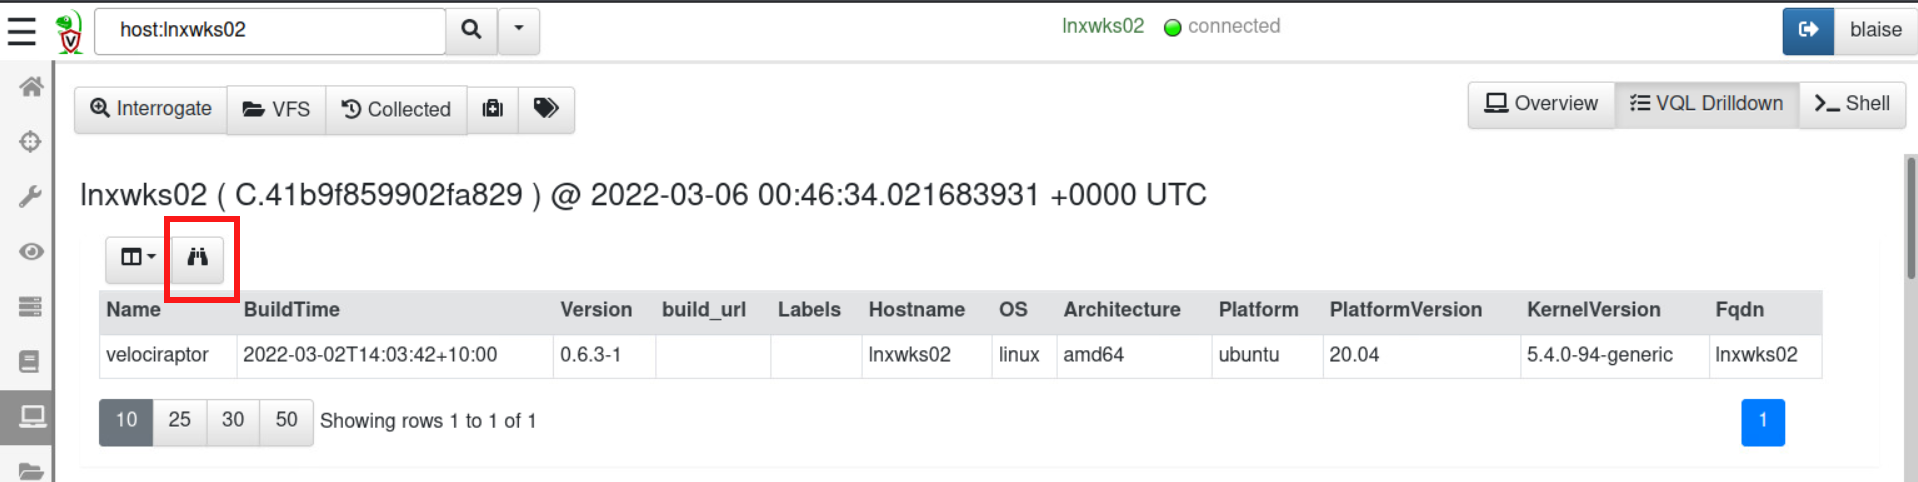 host:lnxwks02
lnxwks02 connected
blaise
Interrogate VFS Collected
Overview VQL Drilldown Shell
lnxwks02 ( C.41b9f859902fa829 ) @ 2022-03-06 00:46:34.021683931 +0000 UTC
Name BuildTime Version build_url Labels Hostname OS Architecture Platform PlatformVersion KernelVersion Fqdn
velociraptor 2022-03-02T14:03:42+10:00 0.6.3-1 lnxwks02 linux amd64 ubuntu 20.04 5.4.0-94-generic lnxwks02
10 25 30 50 Showing rows 1 to 1 of 1
1